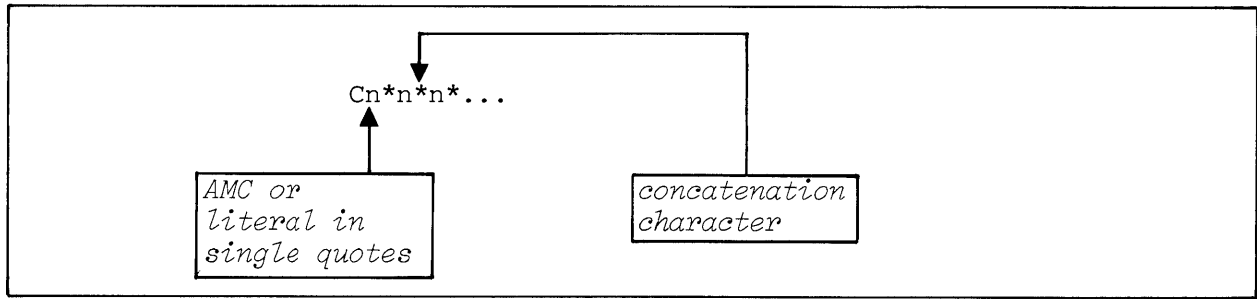 Cn*n*n*...
AMC or
literal in
single quotes
concatenation
character